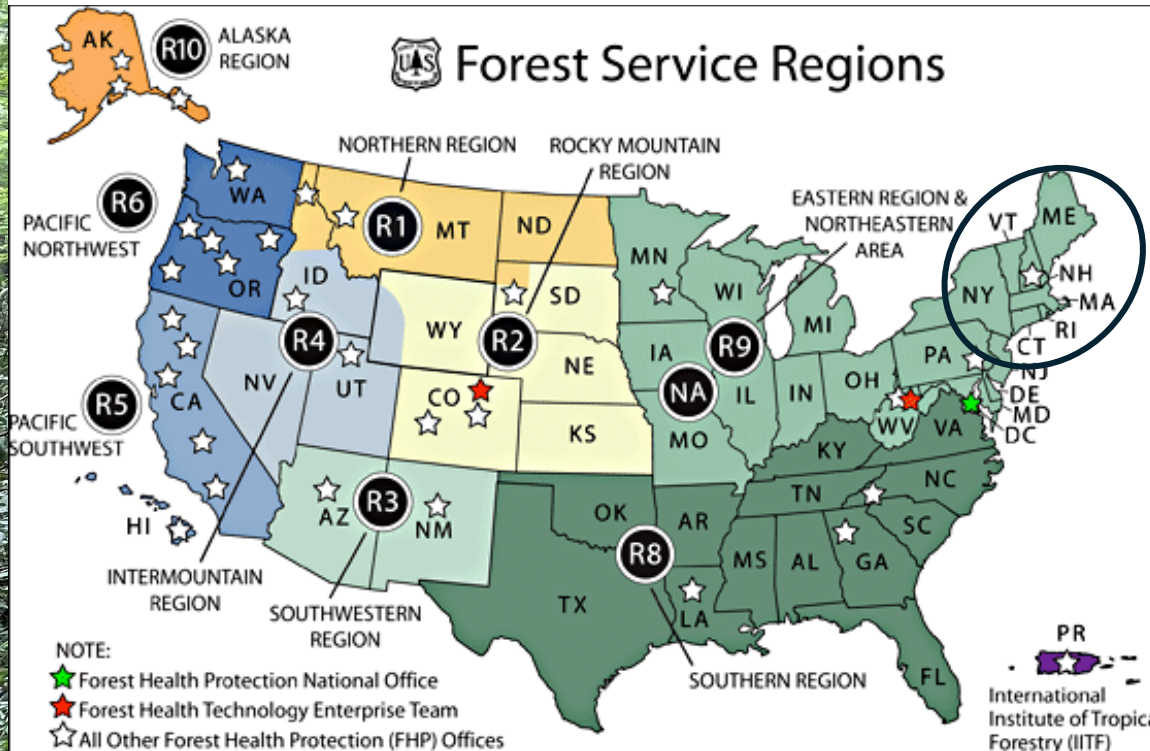 Forest Service Regions
U S
AK
R10
ALASKA
REGION
NORTHERN REGION
ROCKY MOUNTAIN
REGION
EASTERN REGION &
NORTHEASTERN
AREA
R6
PACIFIC
NORTHWEST
WA
OR
R1
MT
ND
ID
MN
WI
MI
VT
ME
NH
NY
MA
RI
CT
R4
WY
R2
SD
NE
IA
R9
NA
IL
IN
OH
PA
NJ
DE
MD
DC
R5
PACIFIC
SOUTHWEST
CA
NV
UT
CO
KS
MO
WV
VA
KY
HI
AZ
R3
NM
OK
AR
TN
NC
SC
R8
MS
AL
GA
TX
LA
FL
INTERMOUNTAIN
REGION
SOUTHWESTERN
REGION
SOUTHERN REGION
PR
International
Institute of Tropica
Forestry (IITF)
NOTE:
Forest Health Protection National Office
Forest Health Technology Enterprise Team
All Other Forest Health Protection (FHP) Offices